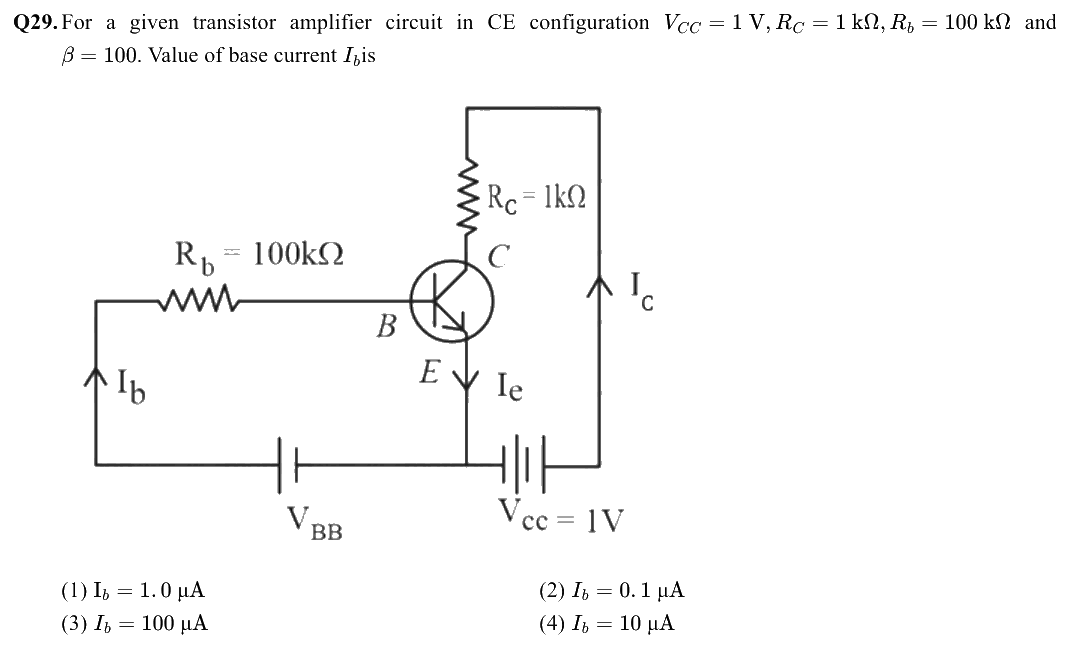 Q29. For a given transistor amplifier circuit in CE configuration V_CC = 1 V, R_C = 1 kΩ, R_b = 100 kΩ and
β = 100. Value of base current I_b is
R_C = 1kΩ
C
R_b = 100kΩ
I_c
B
E
I_e
I_b
V_BB
V_cc = 1V
(1) I_b = 1.0 μA
(2) I_b = 0.1 μA
(3) I_b = 100 μA
(4) I_b = 10 μA